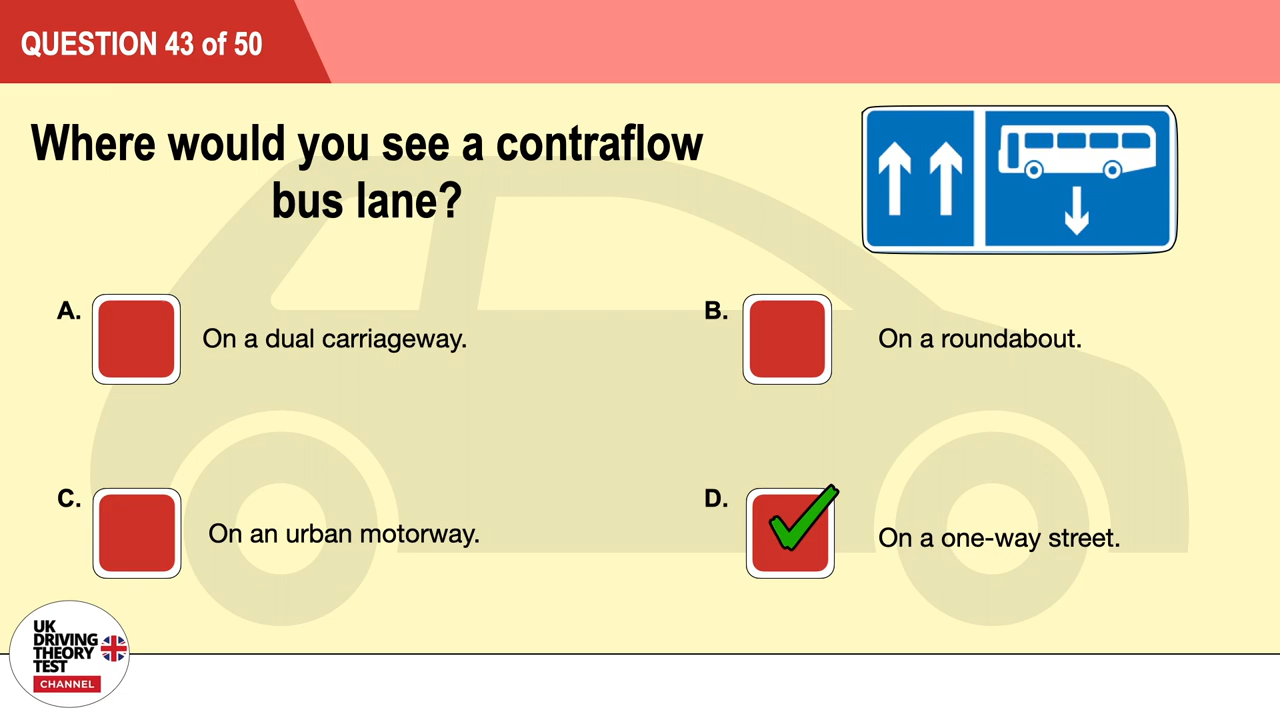 QUESTION 43 of 50
Where would you see a contraflow
bus lane?
A.
On a dual carriageway.
B.
On a roundabout.
C.
On an urban motorway.
D.
On a one-way street.
UK
DRIVING
THEORY
TEST
CHANNEL